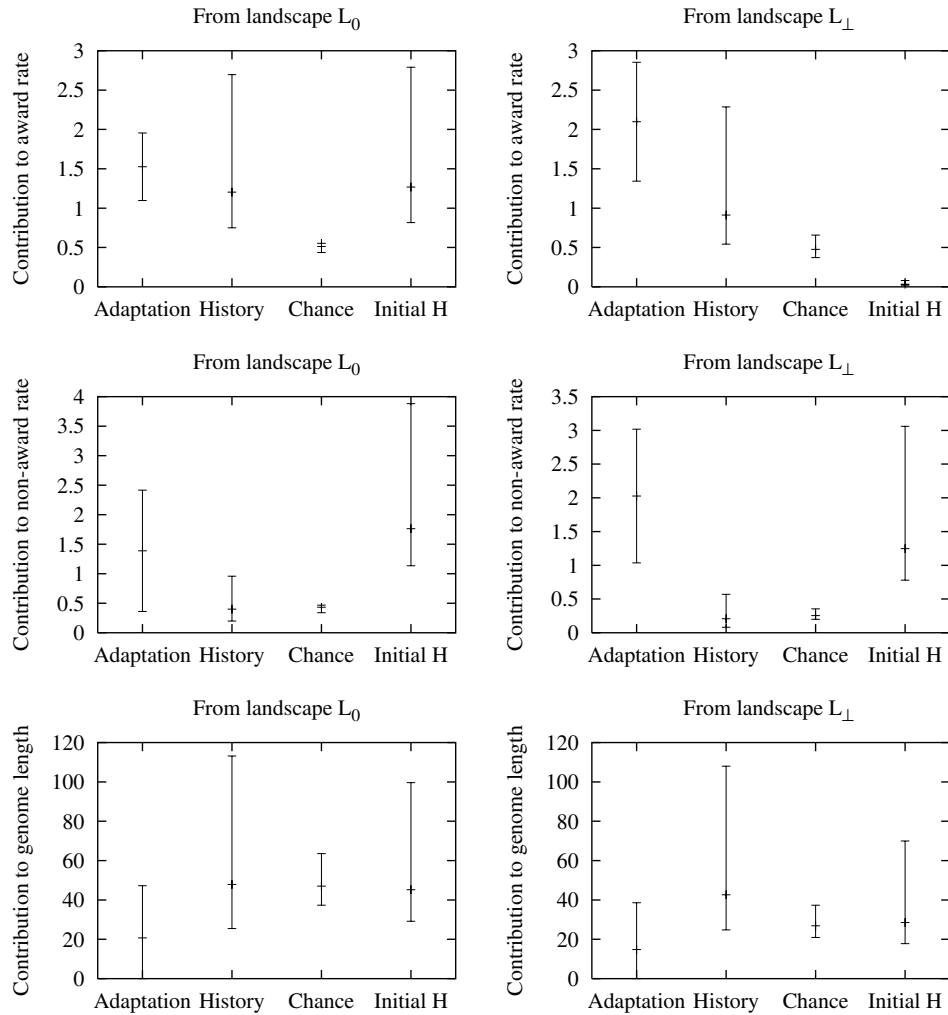 From landscape L₀
Contribution to award rate
3
2.5
2
1.5
1
0.5
0
Adaptation History Chance Initial H
From landscape L⊥
Contribution to award rate
3
2.5
2
1.5
1
0.5
0
Adaptation History Chance Initial H
From landscape L₀
Contribution to non-award rate
4
3.5
3
2.5
2
1.5
1
0.5
0
Adaptation History Chance Initial H
From landscape L⊥
Contribution to non-award rate
3.5
3
2.5
2
1.5
1
0.5
0
Adaptation History Chance Initial H
From landscape L₀
Contribution to genome length
120
100
80
60
40
20
0
Adaptation History Chance Initial H
From landscape L⊥
Contribution to genome length
120
100
80
60
40
20
0
Adaptation History Chance Initial H